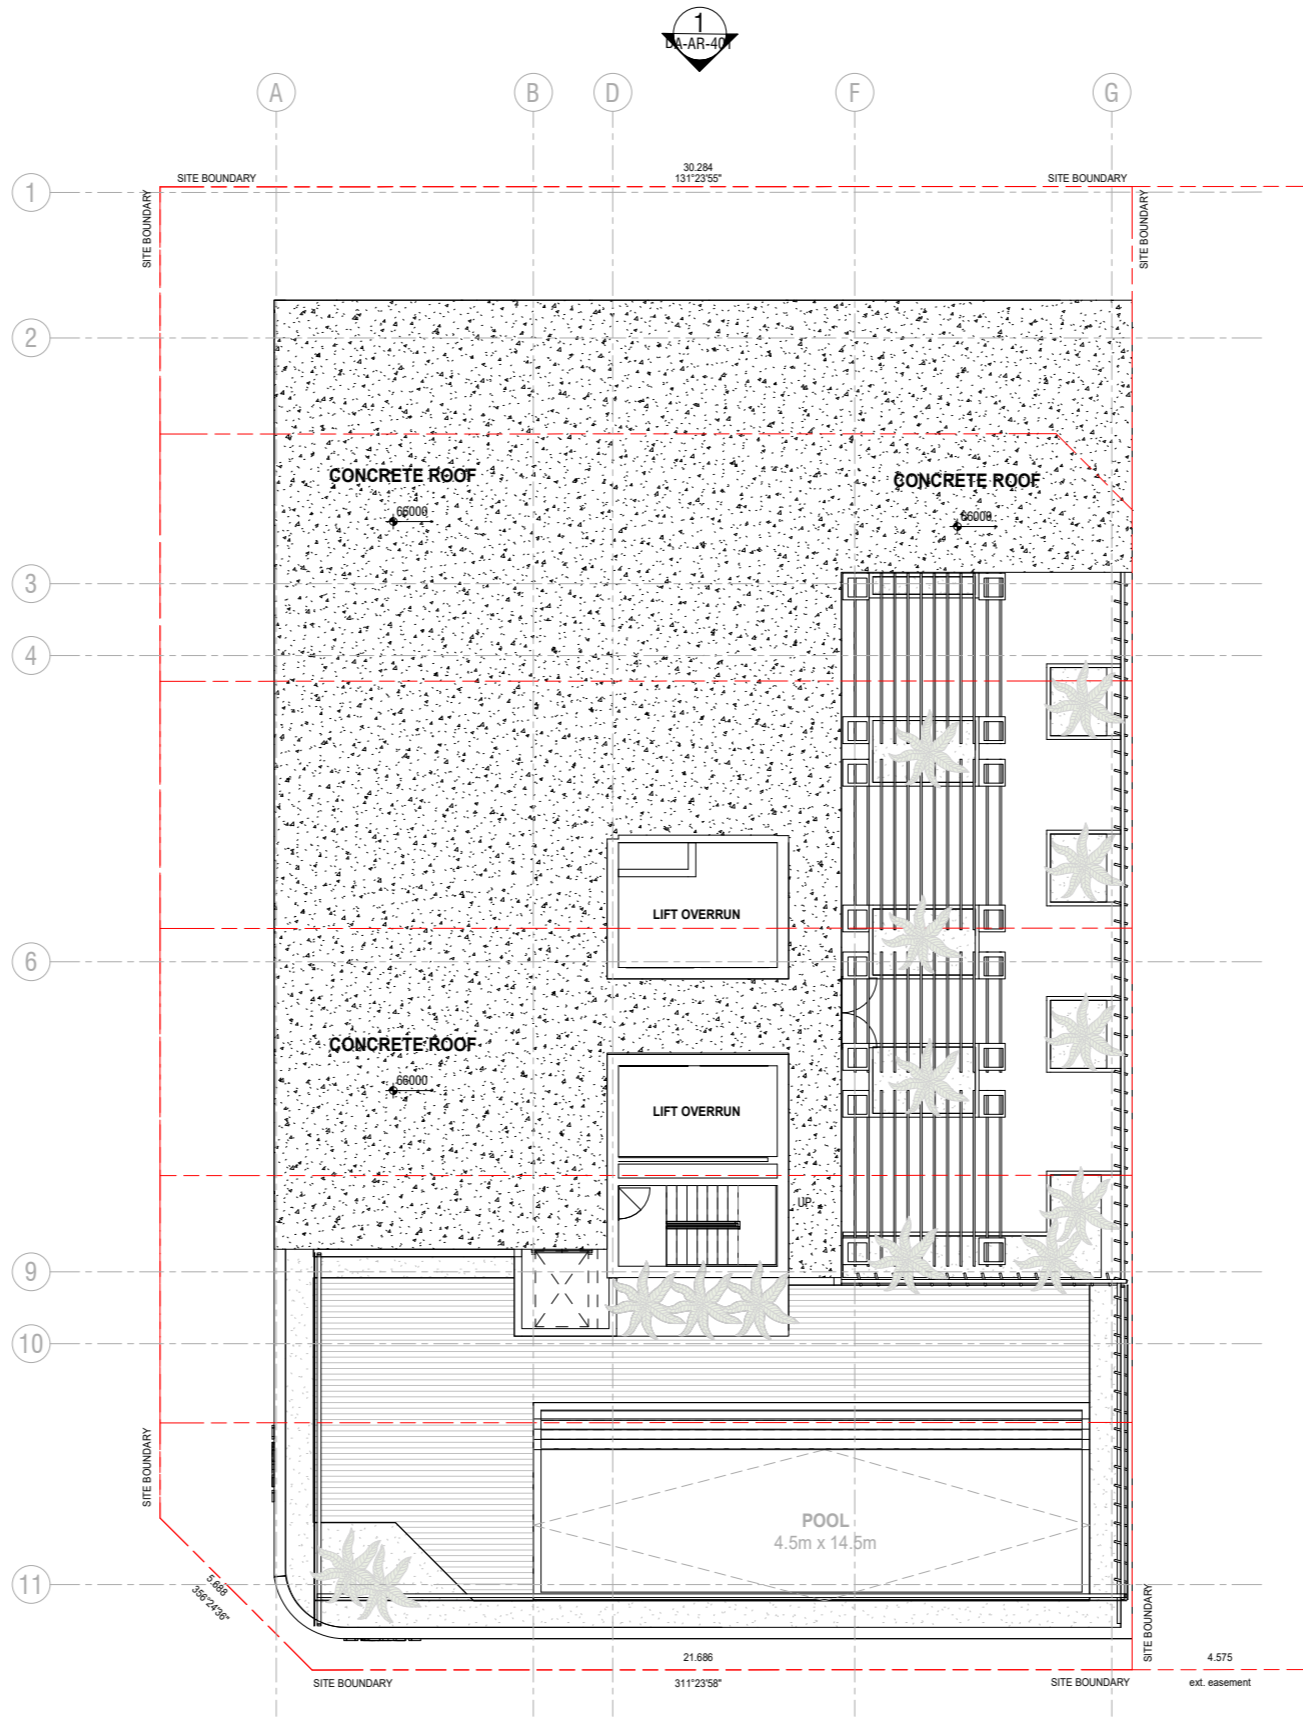 1
DA-AR-401
A
B
D
F
G
30.284
131°23'55"
SITE BOUNDARY
SITE BOUNDARY
1
SITE BOUNDARY
SITE BOUNDARY
2
CONCRETE ROOF
66000
CONCRETE ROOF
66000
3
4
LIFT OVERRUN
6
CONCRETE ROOF
66000
LIFT OVERRUN
UP
9
10
SITE BOUNDARY
POOL
4.5m x 14.5m
11
5.688
356°24'36"
SITE BOUNDARY
21.686
311°23'58"
SITE BOUNDARY
SITE BOUNDARY
4.575
ext. easement